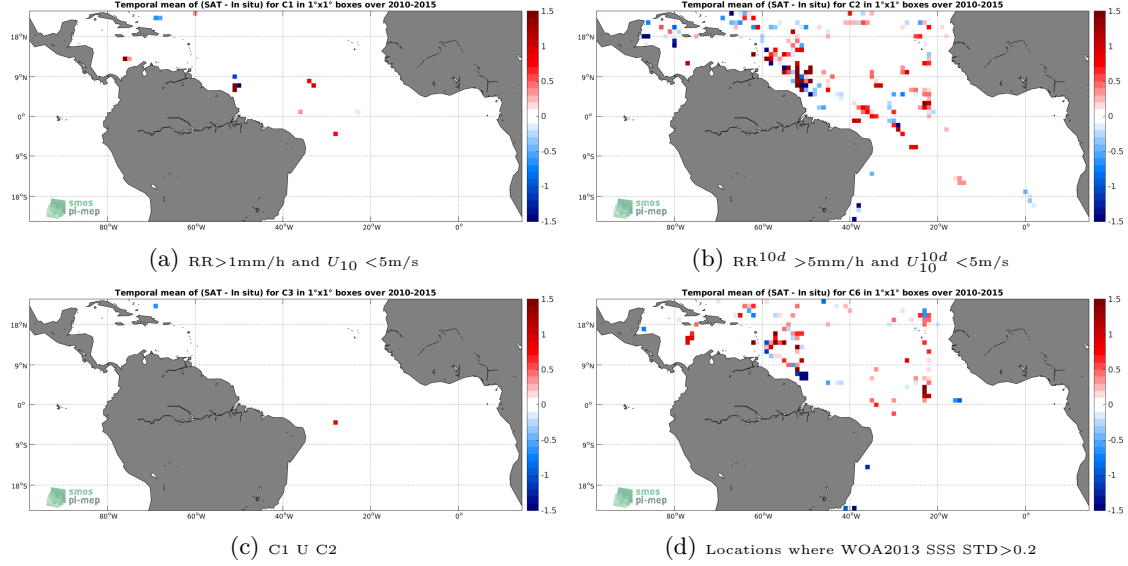 Temporal mean of (SAT - In situ) for C1 in 1°x1° boxes over 2010-2015
18°N
9°N
0°
9°S
18°S
80°W 60°W 40°W 20°W 0°
1.5
1
0.5
0
-0.5
-1
-1.5
smos
pi-mep
(a) RR>1mm/h and U10 <5m/s
Temporal mean of (SAT - In situ) for C2 in 1°x1° boxes over 2010-2015
18°N
9°N
0°
9°S
18°S
80°W 60°W 40°W 20°W 0°
1.5
1
0.5
0
-0.5
-1
-1.5
smos
pi-mep
(b) RR^10d >5mm/h and U10^10d <5m/s
Temporal mean of (SAT - In situ) for C3 in 1°x1° boxes over 2010-2015
18°N
9°N
0°
9°S
18°S
80°W 60°W 40°W 20°W 0°
1.5
1
0.5
0
-0.5
-1
-1.5
smos
pi-mep
(c) C1 U C2
Temporal mean of (SAT - In situ) for C6 in 1°x1° boxes over 2010-2015
18°N
9°N
0°
9°S
18°S
80°W 60°W 40°W 20°W 0°
1.5
1
0.5
0
-0.5
-1
-1.5
smos
pi-mep
(d) Locations where WOA2013 SSS STD>0.2